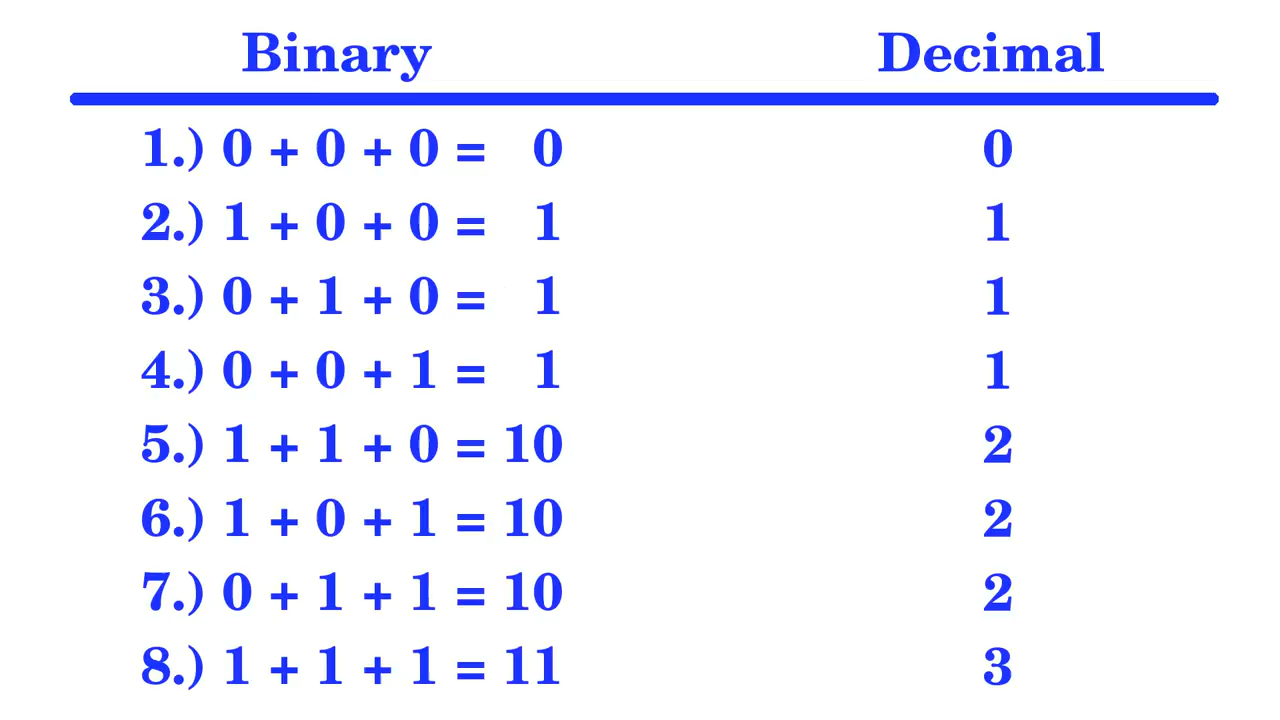 Binary Decimal
1.) 0 + 0 + 0 = 0 0
2.) 1 + 0 + 0 = 1 1
3.) 0 + 1 + 0 = 1 1
4.) 0 + 0 + 1 = 1 1
5.) 1 + 1 + 0 = 10 2
6.) 1 + 0 + 1 = 10 2
7.) 0 + 1 + 1 = 10 2
8.) 1 + 1 + 1 = 11 3